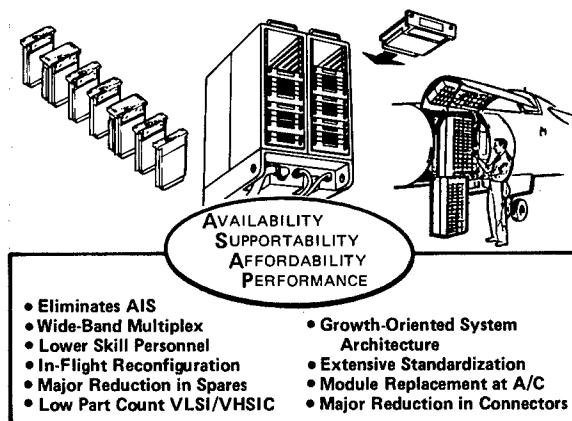 AVAILABILITY
SUPPORTABILITY
AFFORDABILITY
PERFORMANCE
• Eliminates AIS
• Wide-Band Multiplex
• Lower Skill Personnel
• In-Flight Reconfiguration
• Major Reduction in Spares
• Low Part Count VLSI/VHSIC
• Growth-Oriented System
Architecture
• Extensive Standardization
• Module Replacement at A/C
• Major Reduction in Connectors